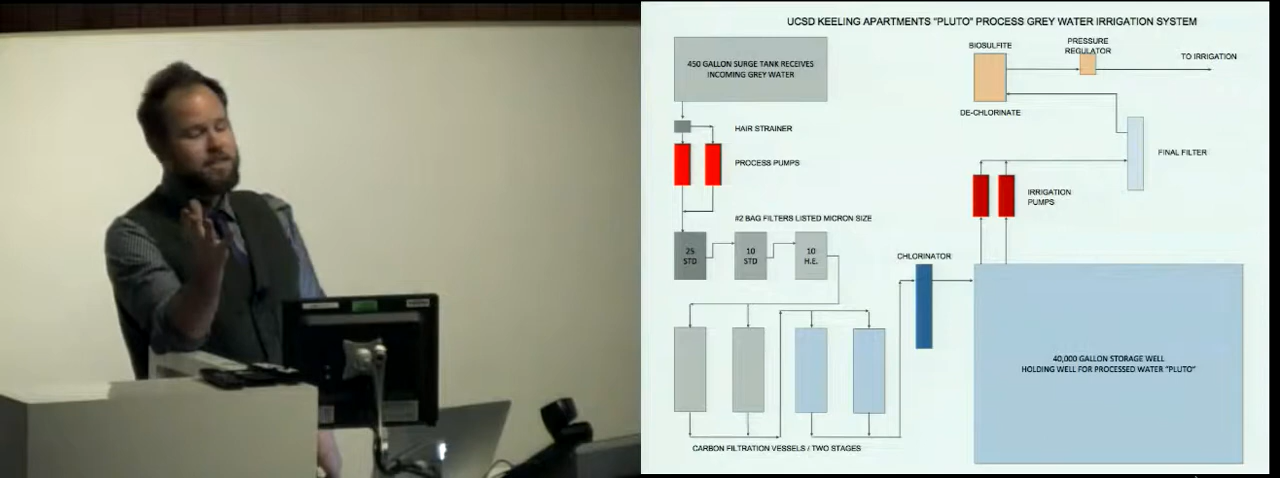 UCSD KEELING APARTMENTS "PLUTO" PROCESS GREY WATER IRRIGATION SYSTEM
450 GALLON SURGE TANK RECEIVES
INCOMING GREY WATER
HAIR STRAINER
PROCESS PUMPS
#2 BAG FILTERS LISTED MICRON SIZE
25
STD
10
STD
10
H.E.
CARBON FILTRATION VESSELS / TWO STAGES
CHLORINATOR
40,000 GALLON STORAGE WELL
HOLDING WELL FOR PROCESSED WATER "PLUTO"
IRRIGATION
PUMPS
FINAL FILTER
BIOSULFITE
DE-CHLORINATE
PRESSURE
REGULATOR
TO IRRIGATION